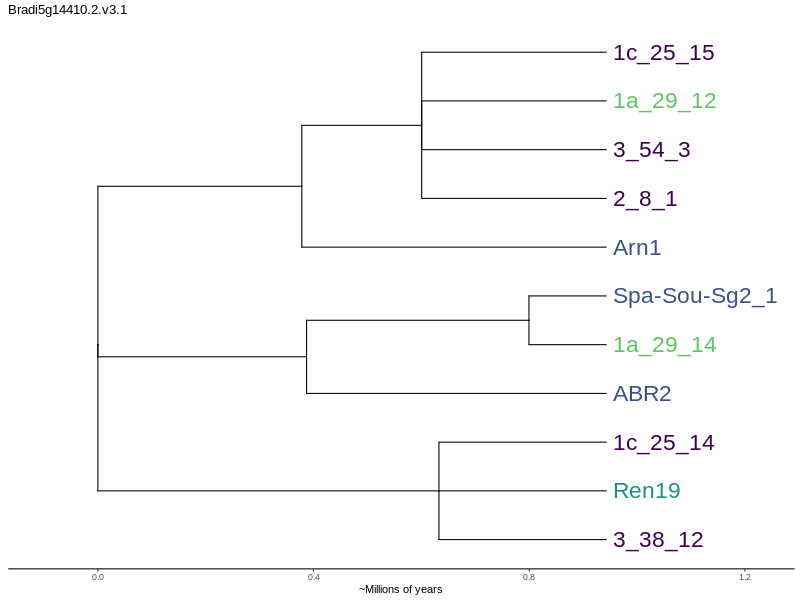 Bradi5g14410.2.v3.1
1c_25_15
1a_29_12
3_54_3
2_8_1
Arn1
Spa-Sou-Sg2_1
1a_29_14
ABR2
1c_25_14
Ren19
3_38_12
0.0 0.4 0.8 1.2
~Millions of years